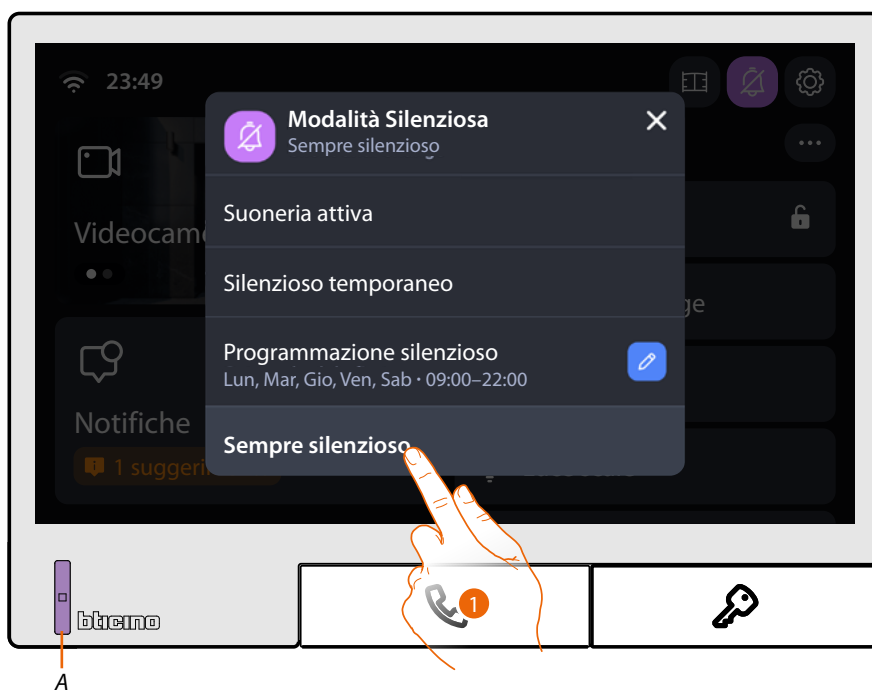 23:49
Modalità Silenziosa
Sempre silenzioso
Videocam
Suoneria attiva
Silenzioso temporaneo
ge
Programmazione silenzioso
Lun, Mar, Gio, Ven, Sab · 09:00–22:00
Notifiche
1 suggeri
Sempre silenzioso
1
bticino
A